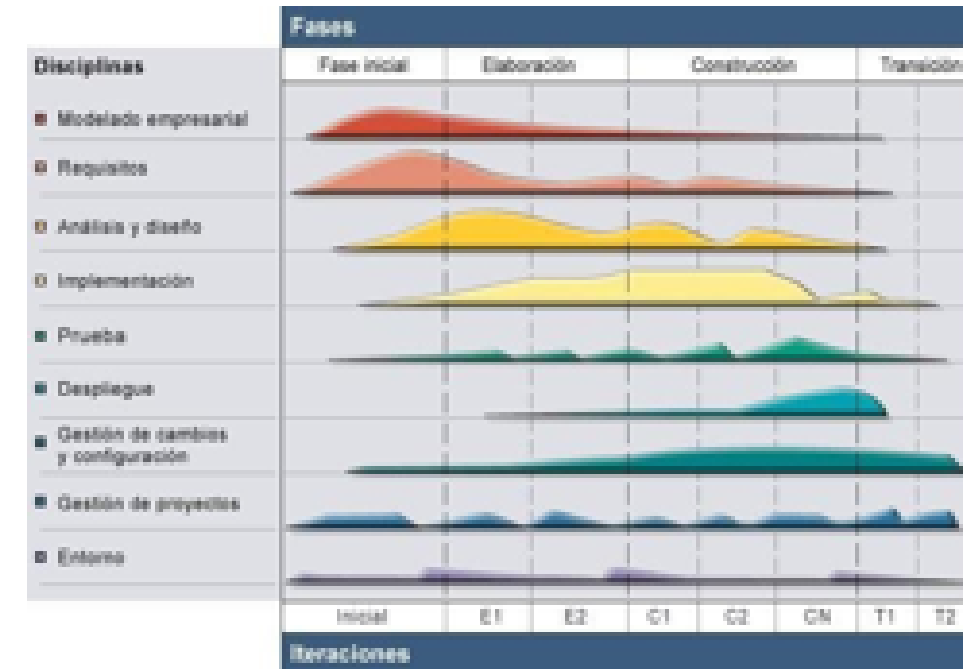 Fases
Disciplinas
Fase inicial
Elaboración
Construcción
Transición
Modelado empresarial
Requisitos
Análisis y diseño
Implementación
Prueba
Despliegue
Gestión de cambios
y configuración
Gestión de proyectos
Entorno
Inicial
E1
E2
C1
C2
CN
T1
T2
Iteraciones